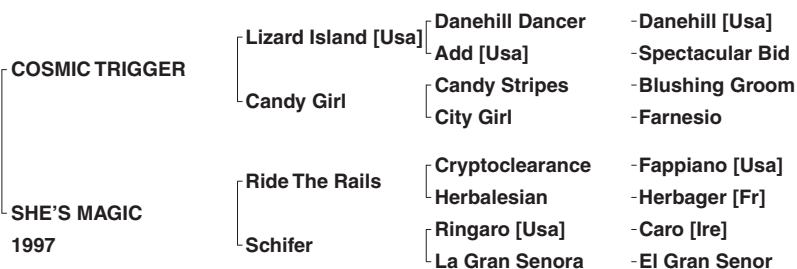 Danehill Dancer - Danehill [Usa]
Lizard Island [Usa]
Add [Usa] - Spectacular Bid
COSMIC TRIGGER
Candy Stripes - Blushing Groom
Candy Girl
City Girl - Farnesio
Cryptoclearance - Fappiano [Usa]
Ride The Rails
Herbalesian - Herbager [Fr]
SHE'S MAGIC
Ringaro [Usa] - Caro [Ire]
1997
Schifer
La Gran Senora - El Gran Senor